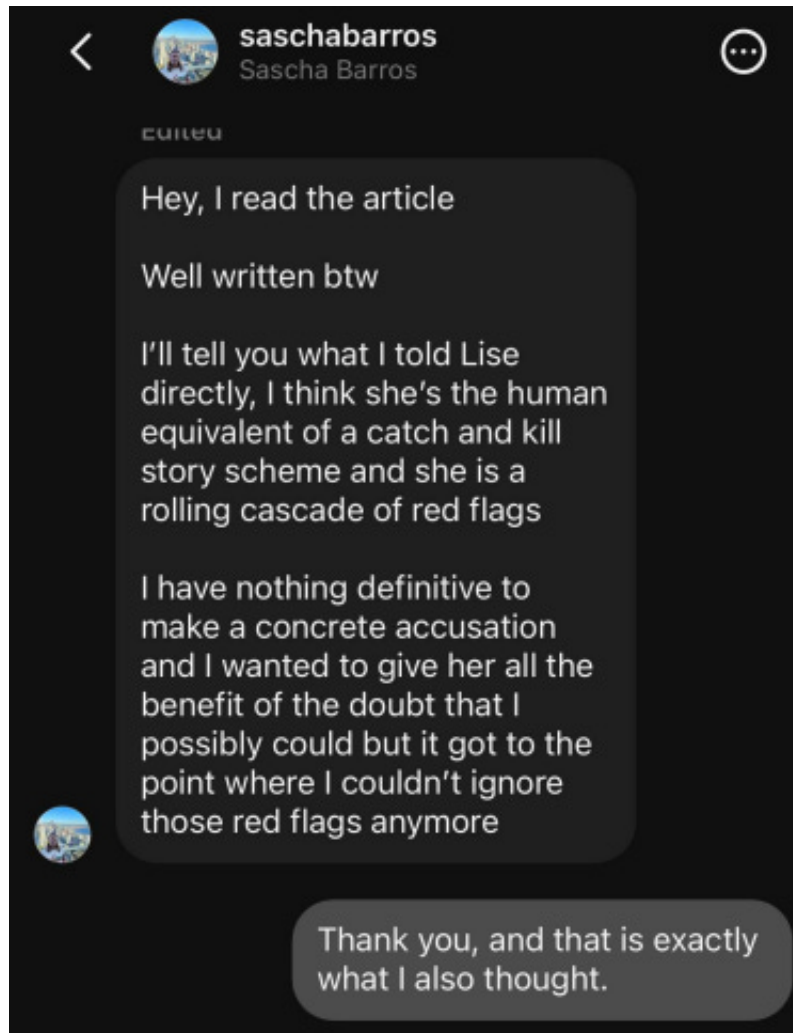 saschabarros
Sascha Barros
Edited
Hey, I read the article
Well written btw
I'll tell you what I told Lise
directly, I think she's the human
equivalent of a catch and kill
story scheme and she is a
rolling cascade of red flags
I have nothing definitive to
make a concrete accusation
and I wanted to give her all the
benefit of the doubt that I
possibly could but it got to the
point where I couldn't ignore
those red flags anymore
Thank you, and that is exactly
what I also thought.